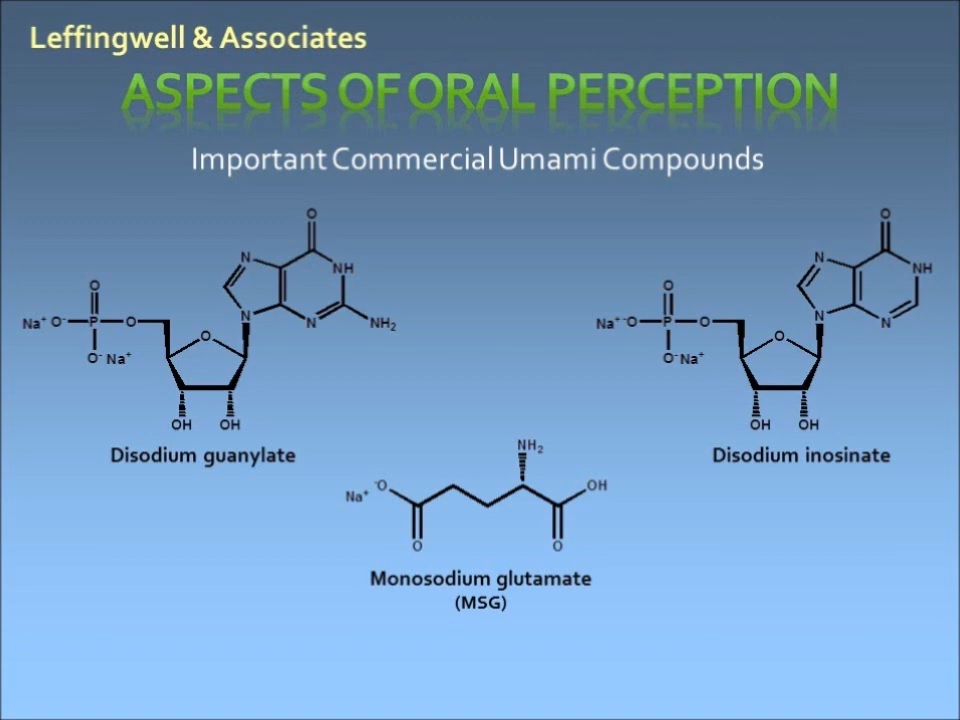 Leffingwell & Associates
ASPECTS OF ORAL PERCEPTION
Important Commercial Umami Compounds
O
N
NH
N
N
NH₂
O
Na⁺ O⁻
P
O
O⁻ Na⁺
O
OH
OH
Disodium guanylate
O
N
NH
N
N
O
Na⁺ ⁻O
P
O
O⁻ Na⁺
O
OH
OH
Disodium inosinate
NH₂
Na⁺
⁻O
OH
O
O
Monosodium glutamate
(MSG)